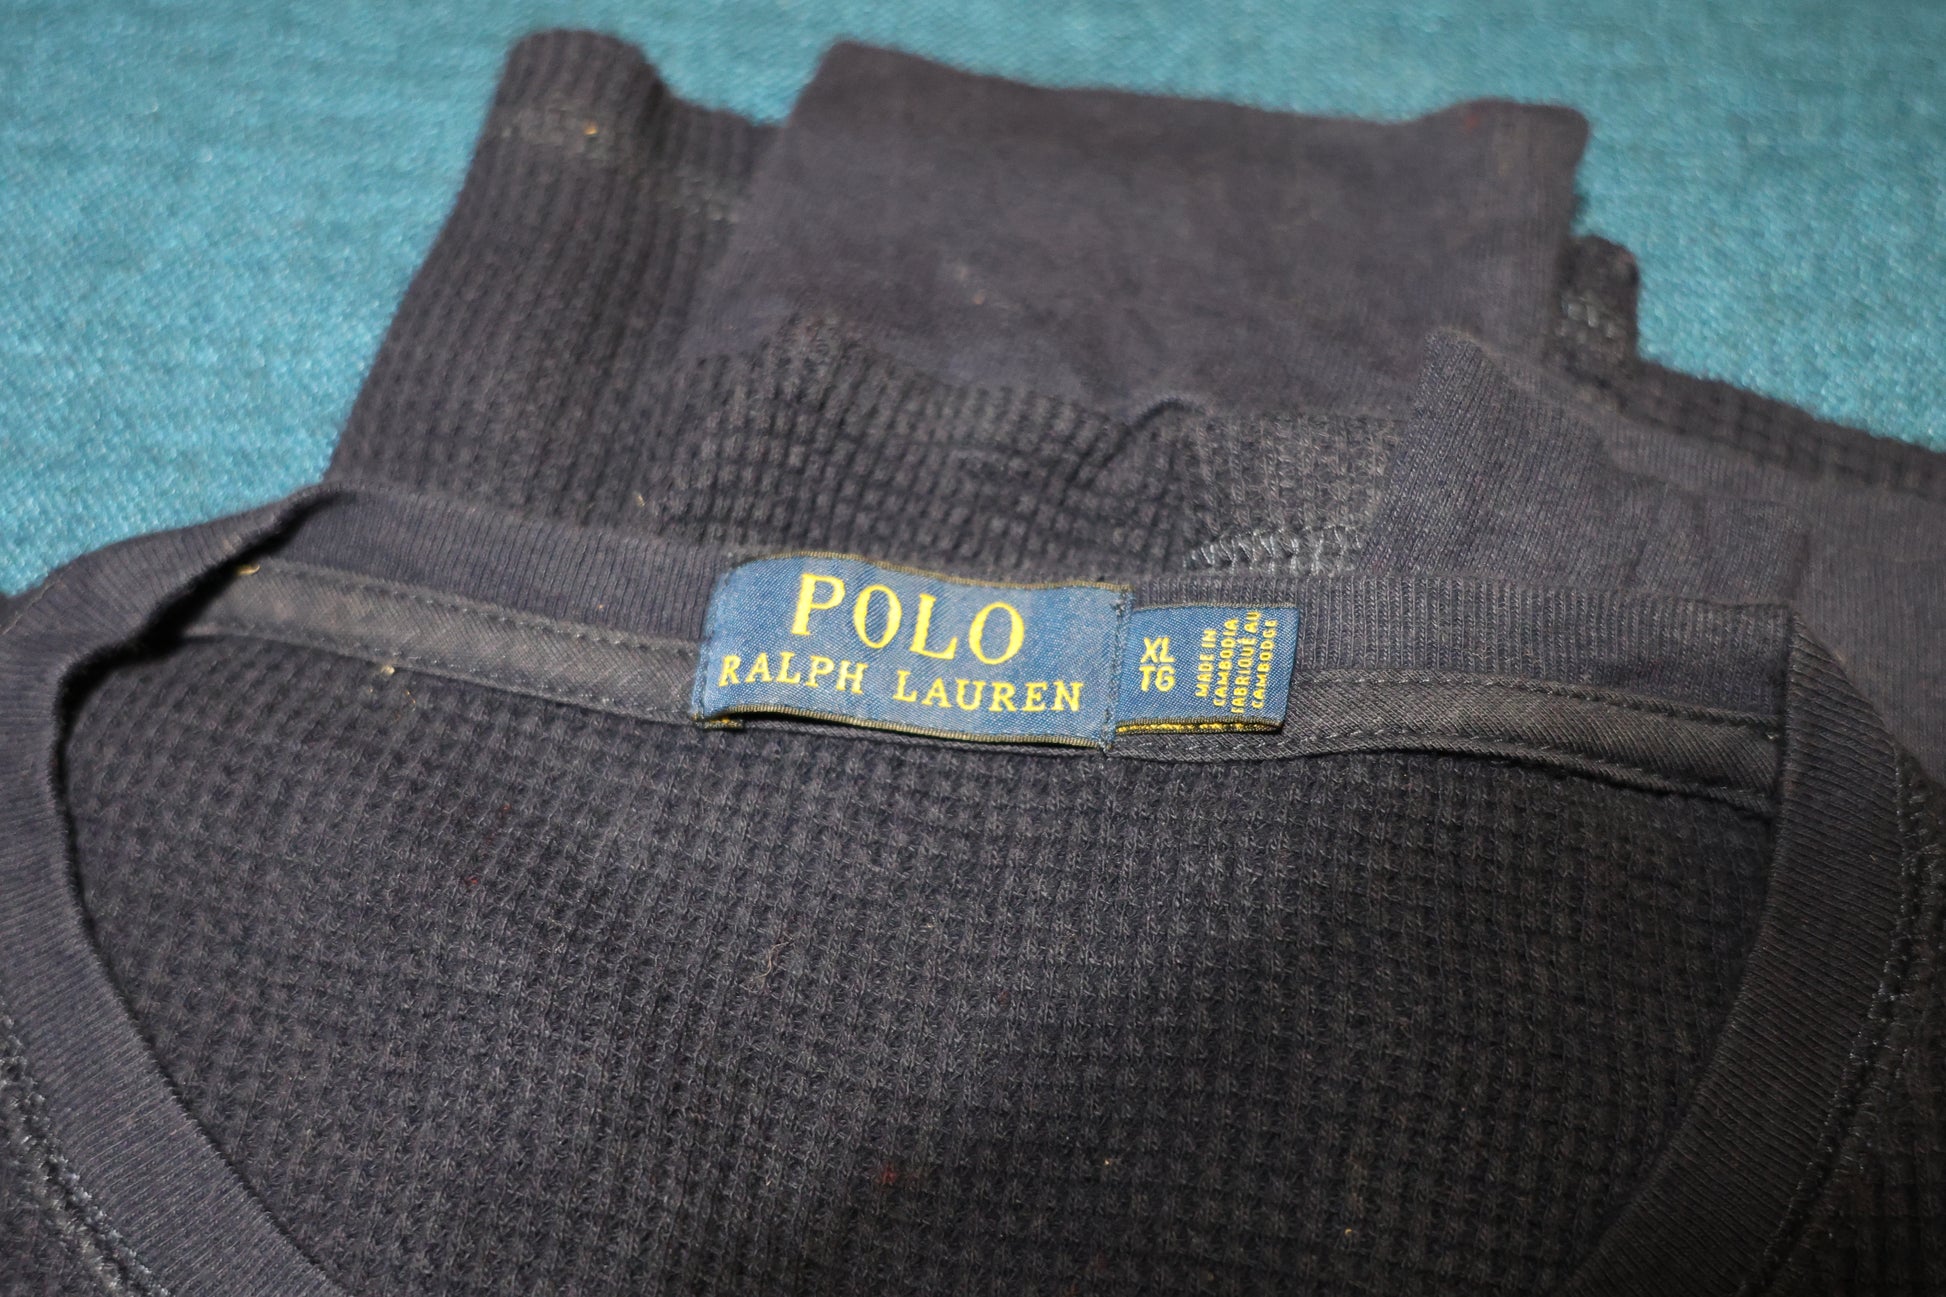 POLO
RALPH LAUREN
XL
TG
MADE IN
CAMBODIA
FABRIQUÉ AU
CAMBODGE